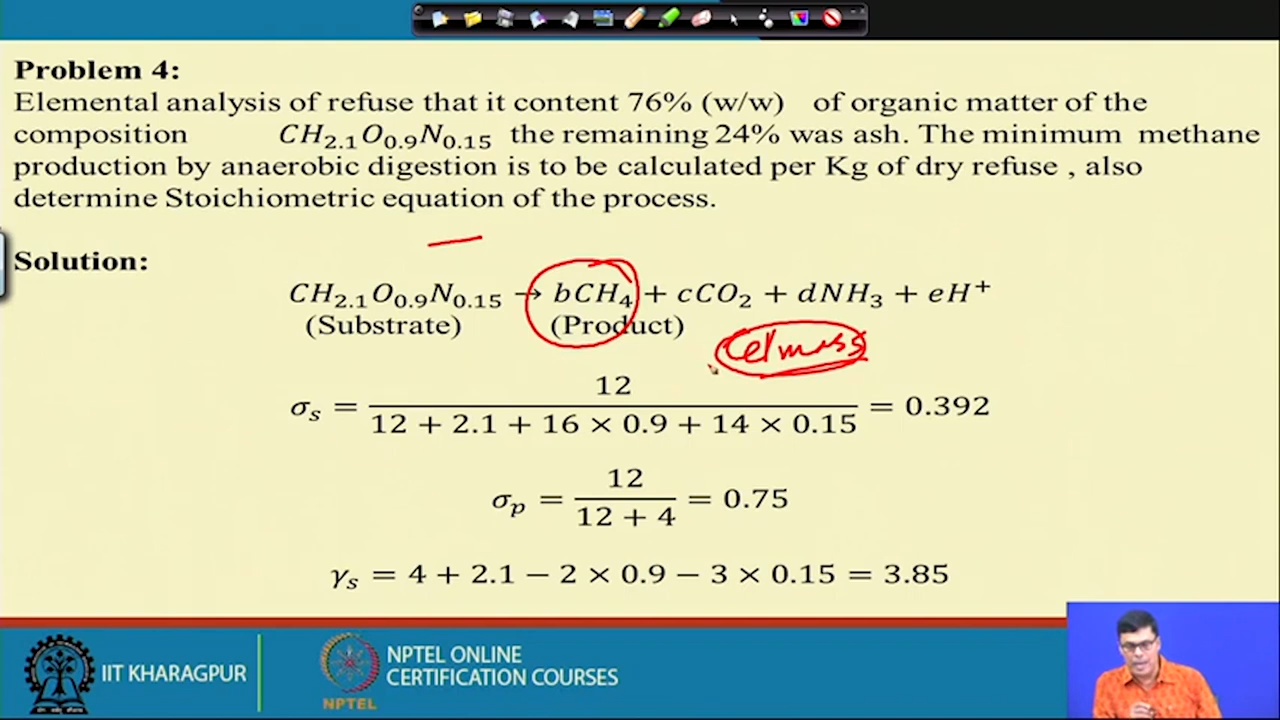 Problem 4:
Elemental analysis of refuse that it content 76% (w/w) of organic matter of the
composition CH₂.₁O₀.₉N₀.₁₅ the remaining 24% was ash. The minimum methane
production by anaerobic digestion is to be calculated per Kg of dry refuse , also
determine Stoichiometric equation of the process.
Solution:
CH₂.₁O₀.₉N₀.₁₅ → bCH₄ + cCO₂ + dNH₃ + eH⁺
(Substrate) (Product)
Cel mass
σₛ = 12 / (12 + 2.1 + 16 × 0.9 + 14 × 0.15) = 0.392
σₚ = 12 / (12 + 4) = 0.75
γₛ = 4 + 2.1 − 2 × 0.9 − 3 × 0.15 = 3.85
IIT KHARAGPUR
NPTEL
NPTEL ONLINE
CERTIFICATION COURSES